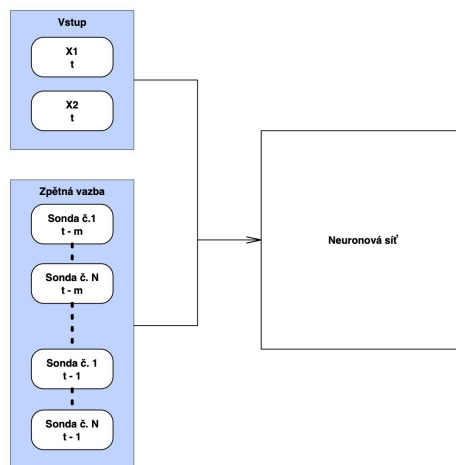 Vstup
X1
t
X2
t
Zpětná vazba
Sonda č.1
t - m
Sonda č. N
t - m
Sonda č. 1
t - 1
Sonda č. N
t - 1
Neuronová síť